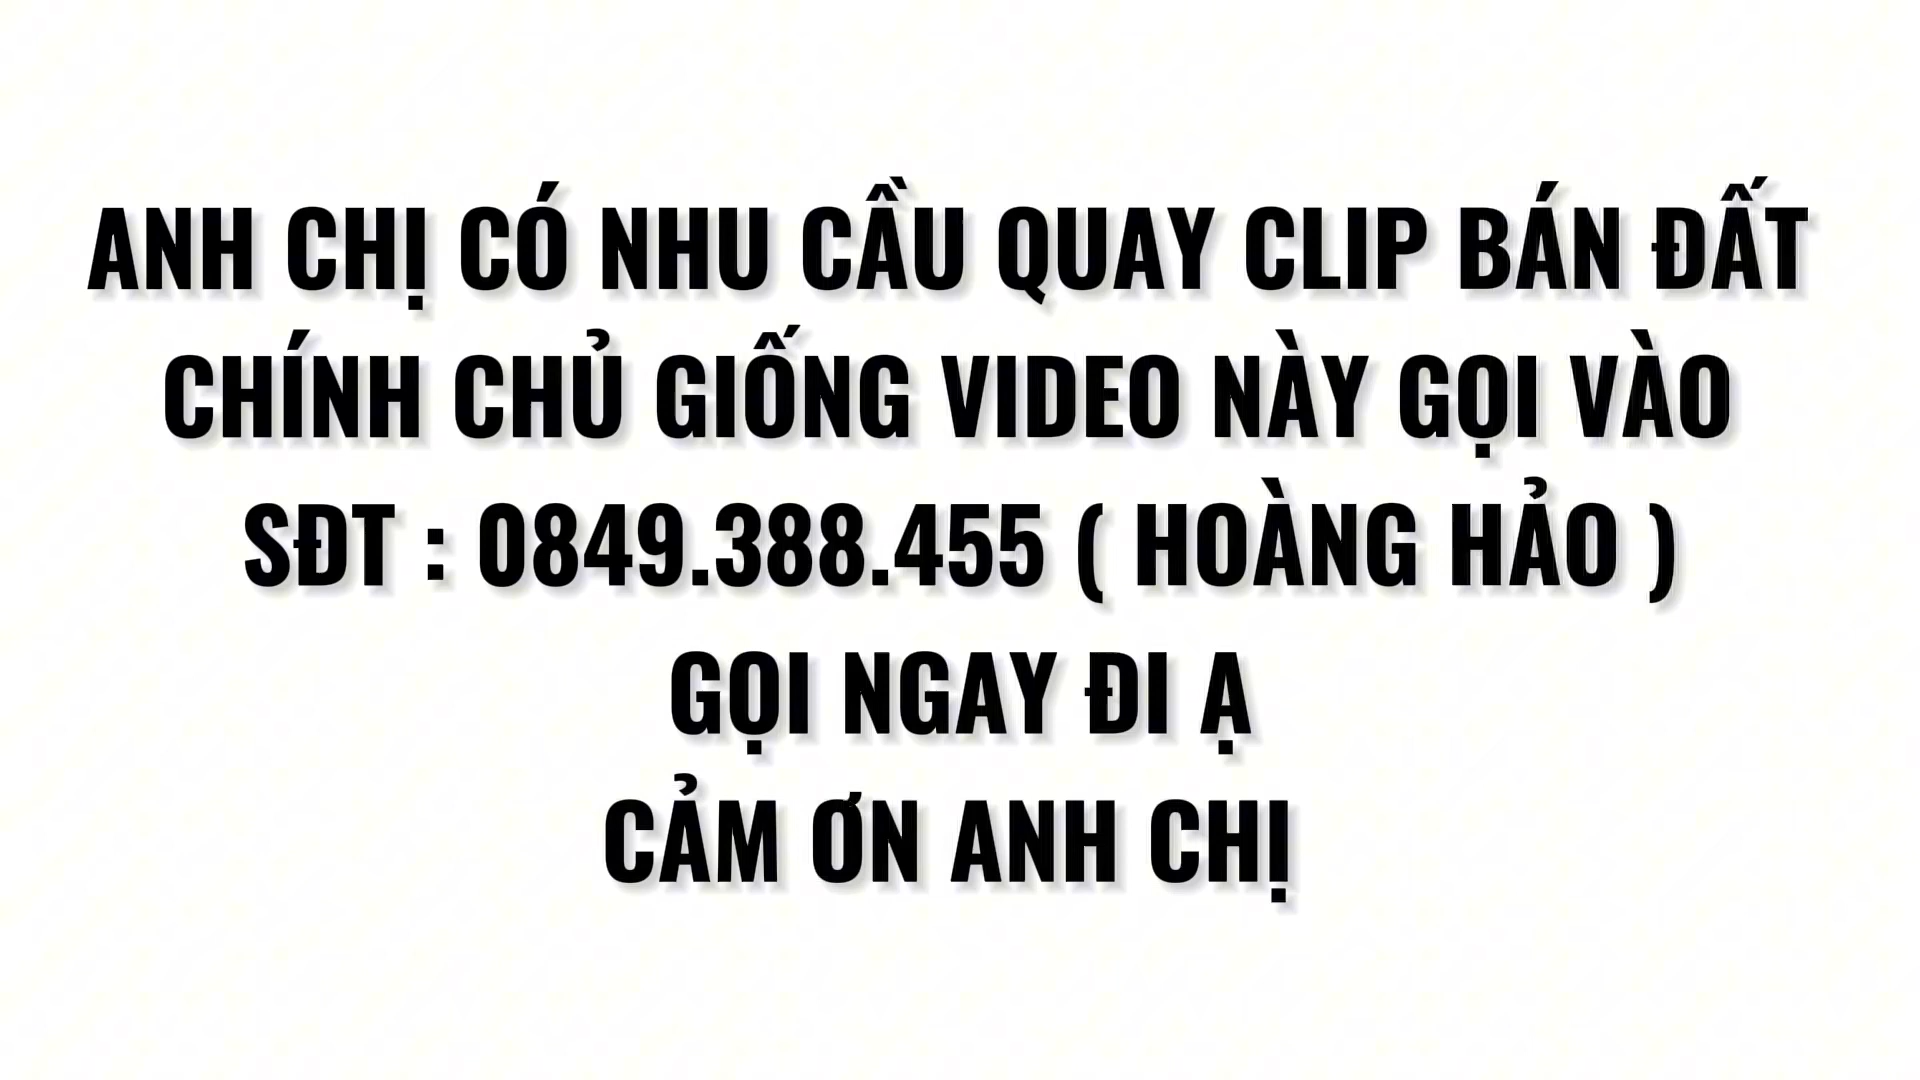 ANH CHỊ CÓ NHU CẦU QUAY CLIP BÁN ĐẤT
CHÍNH CHỦ GIỐNG VIDEO NÀY GỌI VÀO
SĐT : 0849.388.455 ( HOÀNG HẢO )
GỌI NGAY ĐI Ạ
CẢM ƠN ANH CHỊ